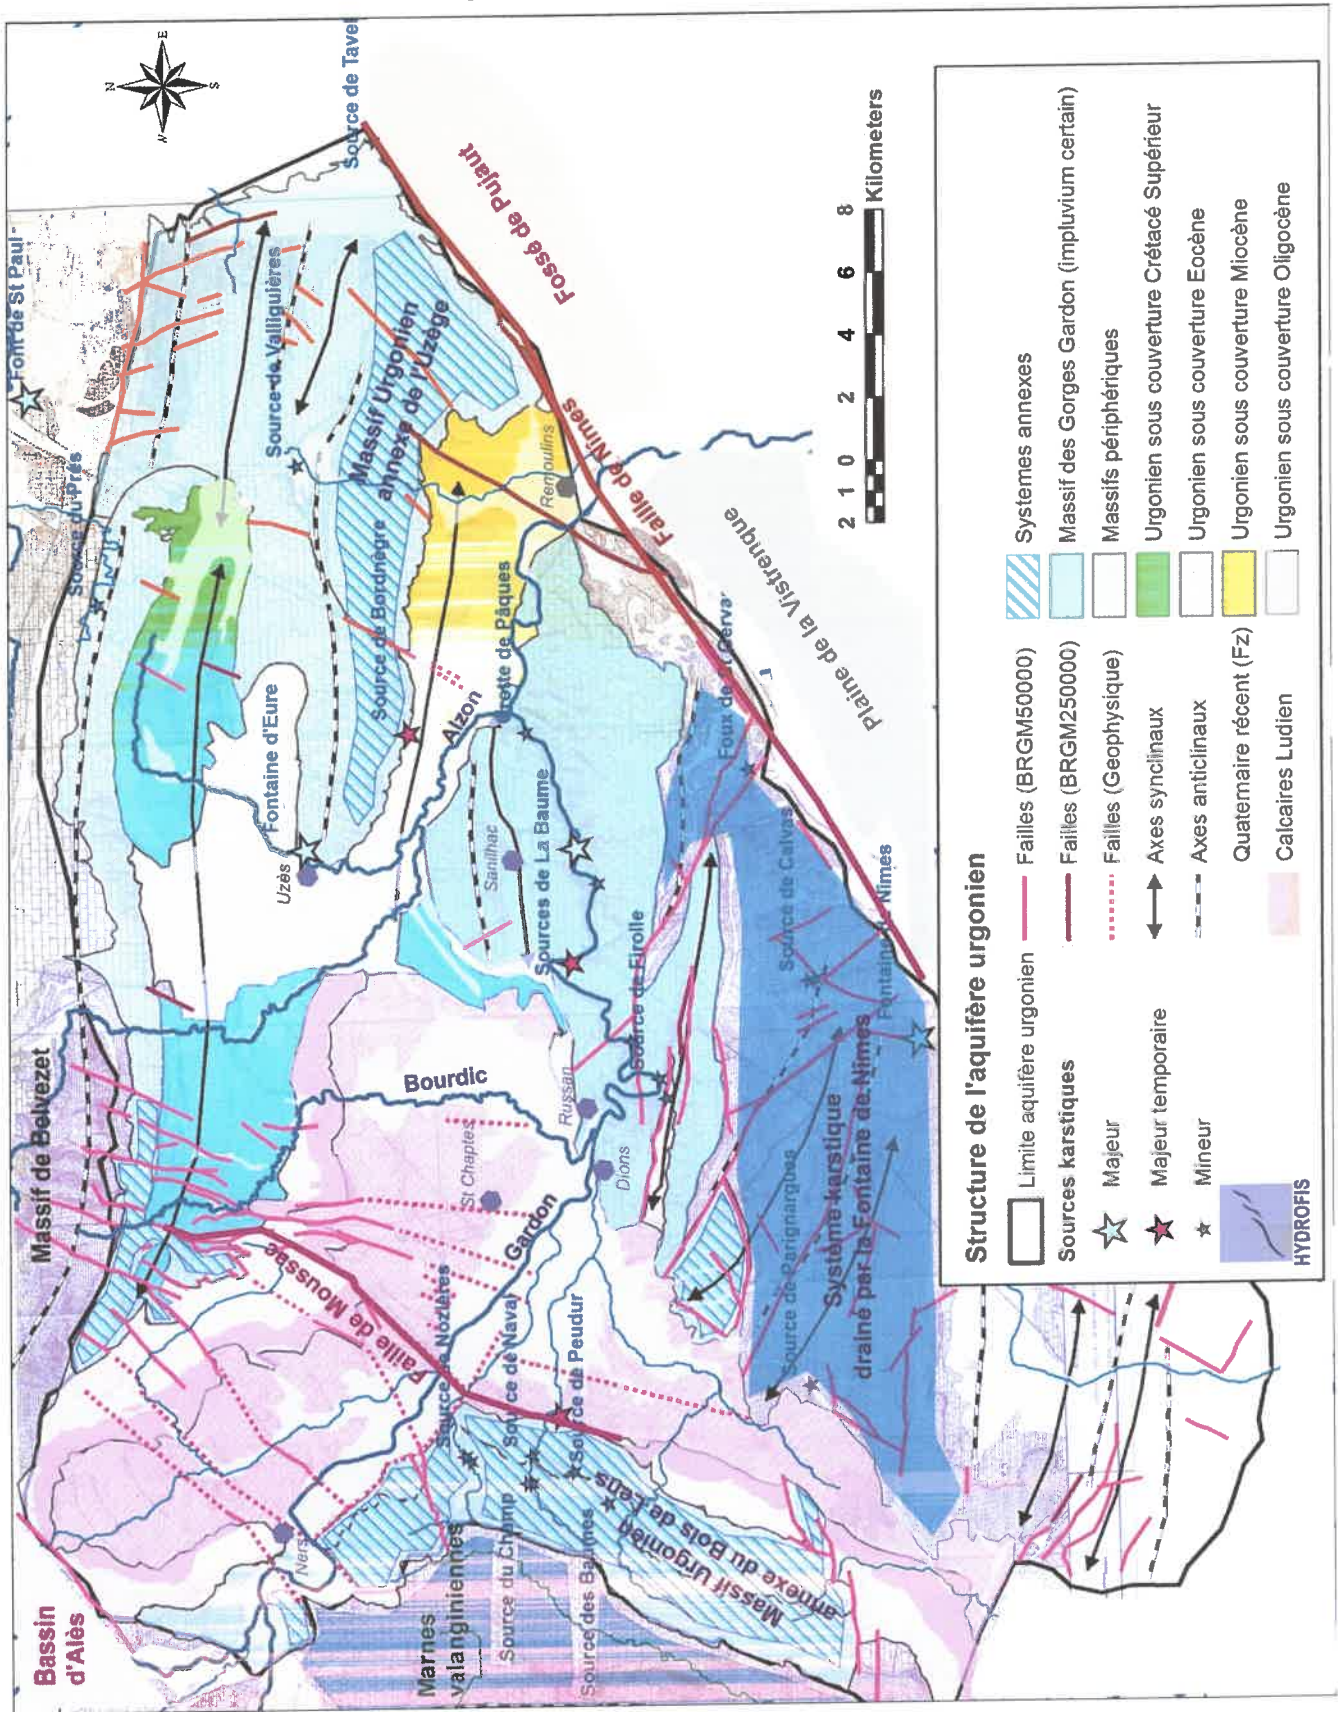 Bassin
d'Alès
Massif de Belvezet
Font de St Paul
Source du Prés
Source de Valliguières
Fossé de Pujaut
Massif Urgonien
annexe de l'Uzège
Source de Bordnègre
Fontaine d'Eure
Uzès
Alzon
Remoulins
Faille de Nîmes
Plaine de la Vistrenque
Sanilhac
Sources de La Baume
Source de Firolle
Source de Calvas
Fontaine de Nîmes
Bourdic
Russan
St Chaptes
Dions
Gardon
Faille de Moussac
Source de Nozières
Source de Naval
Source de Peudur
Source de Parignargues
Système karstique
drainé par la Fontaine de Nîmes
Ners
Marnes
valanginiennes
Source du Champ
Source des Baumes
Massif Urgonien
annexe du Bois de Lens
N
E
S
2 1 0 2 4 6 8
Kilometers
Structure de l'aquifère urgonien
Limite aquifère urgonien
Sources karstiques
Majeur
Majeur temporaire
Mineur
HYDROFIS
Failles (BRGM50000)
Failles (BRGM250000)
Failles (Geophysique)
Axes synclinaux
Axes anticlinaux
Quaternaire récent (Fz)
Calcaires Ludien
Systemes annexes
Massif des Gorges Gardon (impluvium certain)
Massifs périphériques
Urgonien sous couverture Crétacé Supérieur
Urgonien sous couverture Eocène
Urgonien sous couverture Miocène
Urgonien sous couverture Oligocène